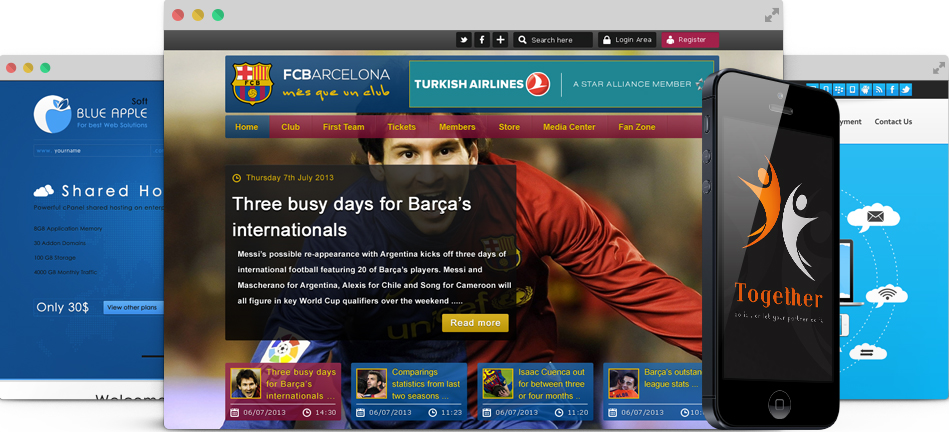 Search here
Login Area
Register
FCBARCELONA
més que un club
FCB
TURKISH AIRLINES
A STAR ALLIANCE MEMBER
Home
Club
First Team
Tickets
Members
Store
Media Center
Fan Zone
Thursday 7th July 2013
Three busy days for Barça's
internationals
Messi's possible re-appearance with Argentina kicks off three days of
international football featuring 20 of Barça's players. Messi and
Mascherano for Argentina, Alexis for Chile and Song for Cameroon will
all figure in key World Cup qualifiers over the weekend .....
Read more
Three busy days
for Barça's
internationals ...
06/07/2013 14:30
Comparings
statistics from last
two seasons ...
06/07/2013 11:23
Isaac Cuenca out
for between three
or four months ..
06/07/2013 11:20
Barça's outstan
league stats ..
06/07/2013 10:
Soft
BLUE APPLE
For best Web Solutions
www. yourname .co
Shared Ho
Powerful cPanel shared hosting an enterp
8GB Application Memory
30 Addon Domains
100 GB Storage
4000 GB Monthly Traffic
Only 30$
View other plans
Welcome
yment
Contact Us
Together